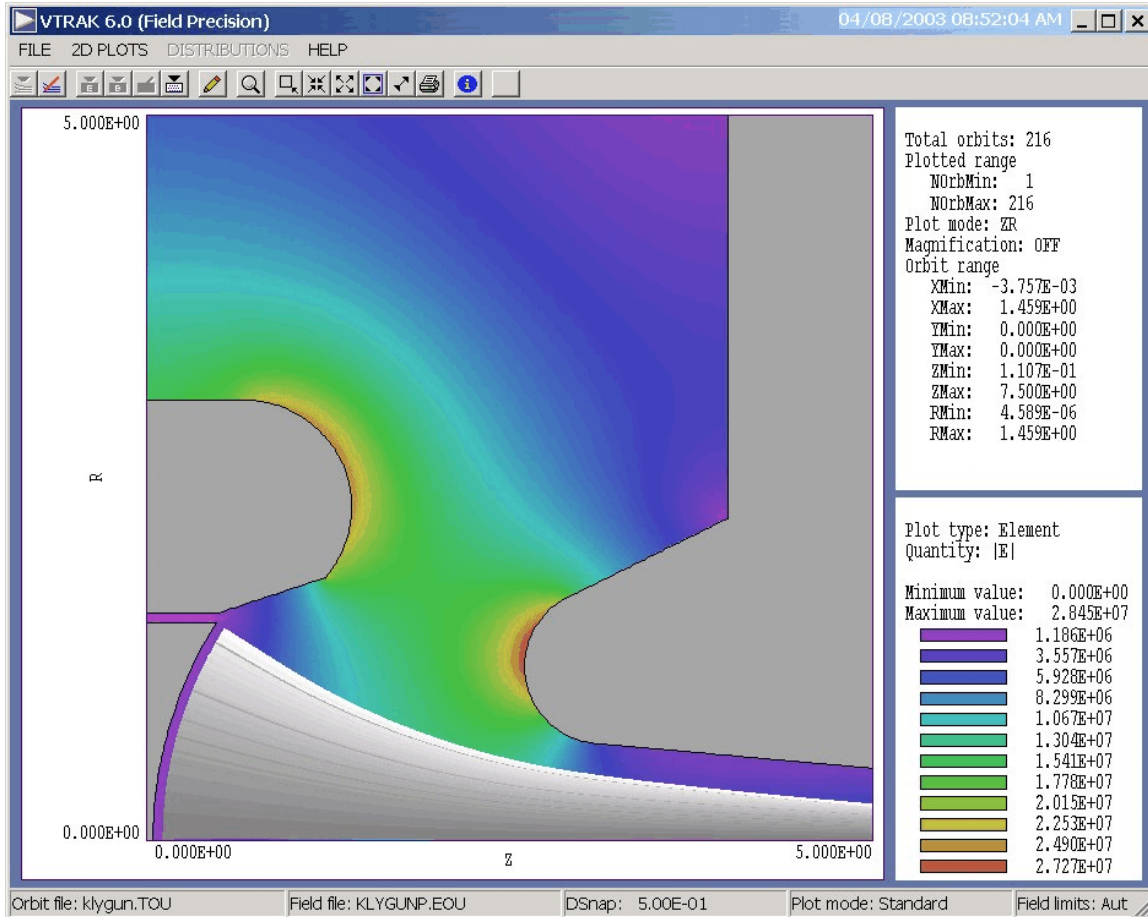 VTRAK 6.0 (Field Precision)
04/08/2003 08:52:04 AM
FILE 2D PLOTS DISTRIBUTIONS HELP
5.000E+00
R
0.000E+00
0.000E+00
Z
5.000E+00
Total orbits: 216
Plotted range
NOrbMin: 1
NOrbMax: 216
Plot mode: ZR
Magnification: OFF
Orbit range
XMin: -3.757E-03
XMax: 1.459E+00
YMin: 0.000E+00
YMax: 0.000E+00
ZMin: 1.107E-01
ZMax: 7.500E+00
RMin: 4.589E-06
RMax: 1.459E+00
Plot type: Element
Quantity: |E|
Minimum value: 0.000E+00
Maximum value: 2.845E+07
1.186E+06
3.557E+06
5.928E+06
8.299E+06
1.067E+07
1.304E+07
1.541E+07
1.778E+07
2.015E+07
2.253E+07
2.490E+07
2.727E+07
Orbit file: klygun.TOU
Field file: KLYGUNP.EOU
DSnap: 5.00E-01
Plot mode: Standard
Field limits: Aut